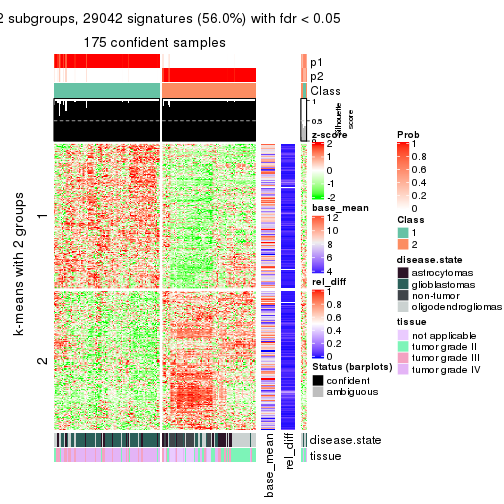 2 subgroups, 29042 signatures (56.0%) with fdr < 0.05
175 confident samples
p1
p2
Class
1
0.5
0
Silhouette
score
k-means with 2 groups
1
2
z-score
2
1
0
-1
-2
base_mean
12
10
8
6
4
rel_diff
1
0.8
0.6
0.4
0.2
0
Status (barplots)
confident
ambiguous
Prob
1
0.8
0.6
0.4
0.2
0
Class
1
2
disease.state
astrocytomas
glioblastomas
non-tumor
oligodendrogliomas
tissue
not applicable
tumor grade II
tumor grade III
tumor grade IV
disease.state
tissue
base_mean
rel_diff